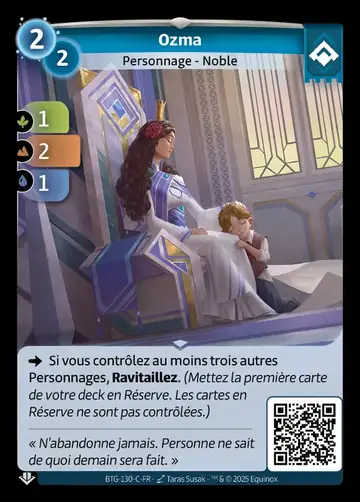 2
2
Ozma
Personnage - Noble
1
2
1
Si vous contrôlez au moins trois autres
Personnages, Ravitaillez. (Mettez la première carte
de votre deck en Réserve. Les cartes en
Réserve ne sont pas contrôlées.)
« N'abandonne jamais. Personne ne sait
de quoi demain sera fait. »
BTG-130-C-FR - Taras Susak - ™ & © 2025 Equinox